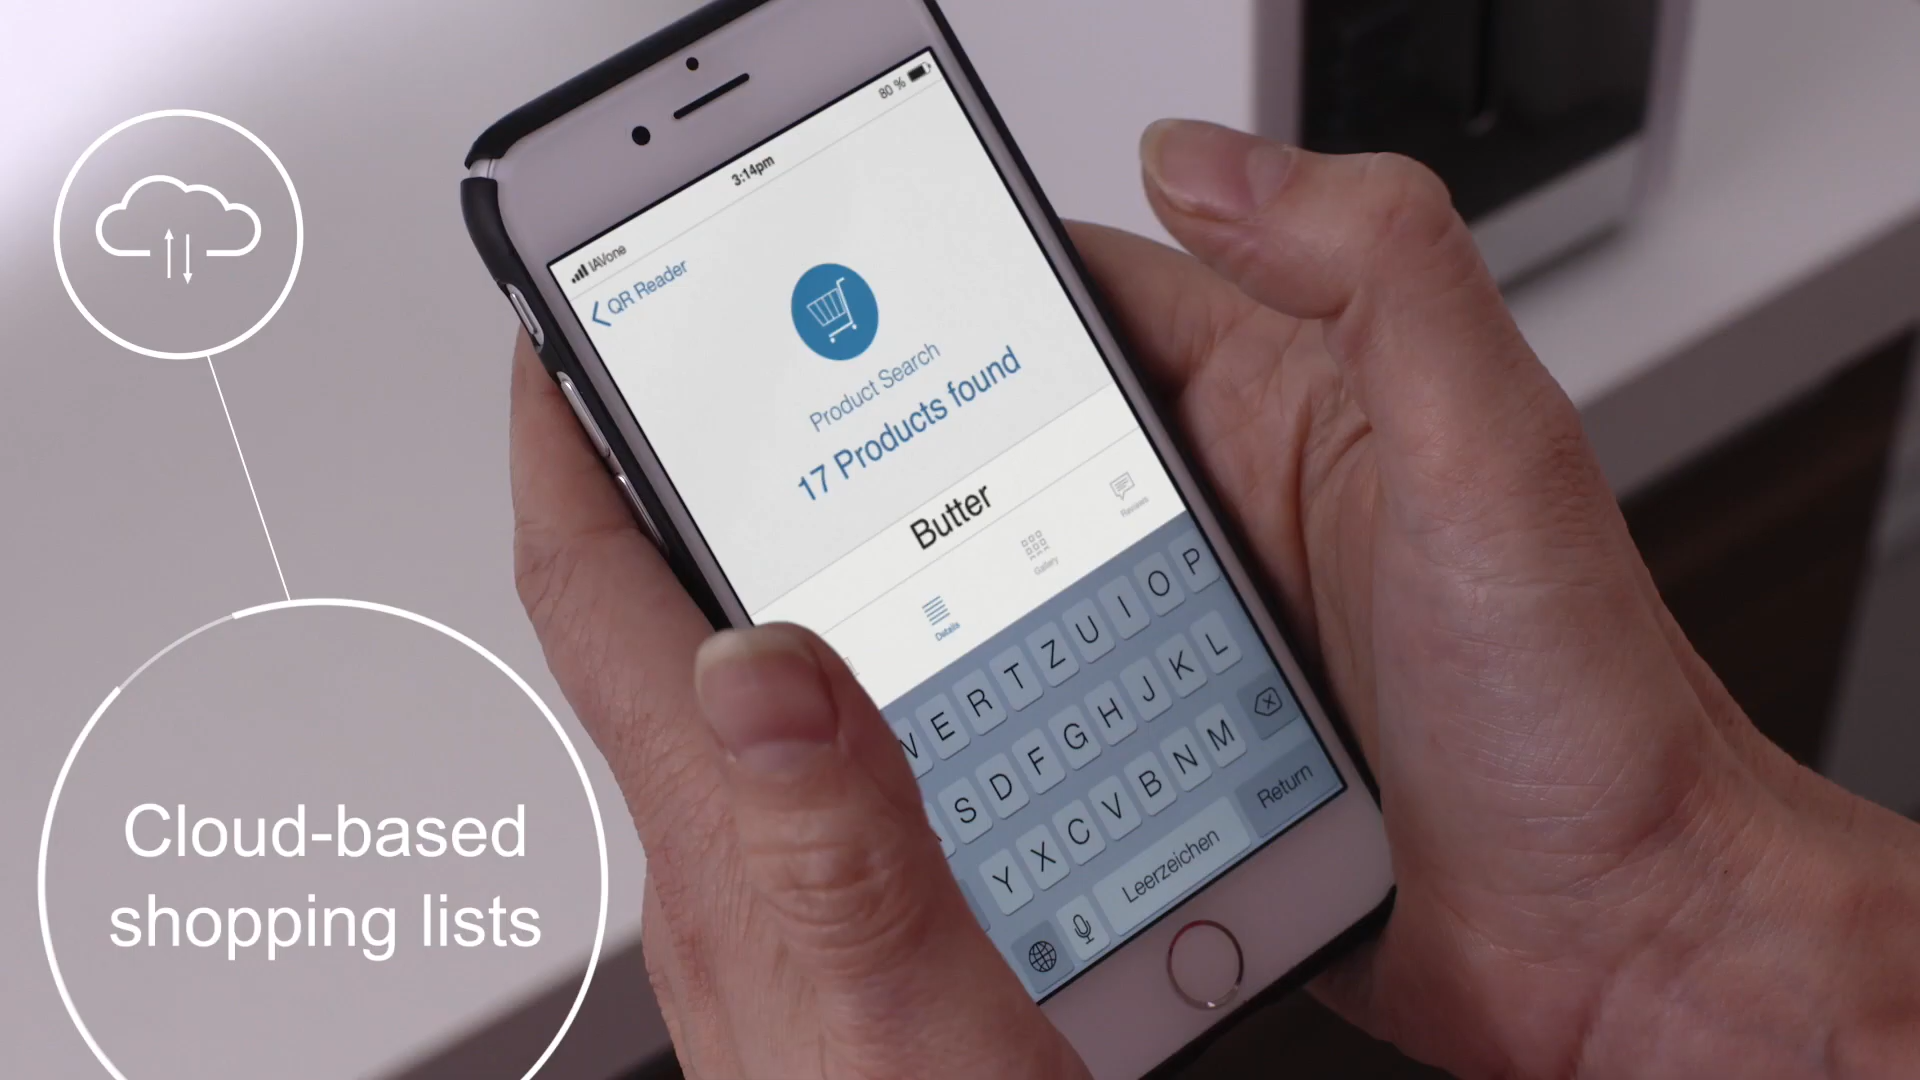 80 %
3:14pm
IAVone
QR Reader
Product Search
17 Products found
Butter
Details
Gallery
Reviews
E R T Z U I O P
S D F G H J K L
Y X C V B N M
Leerzeichen
Return
Cloud-based
shopping lists